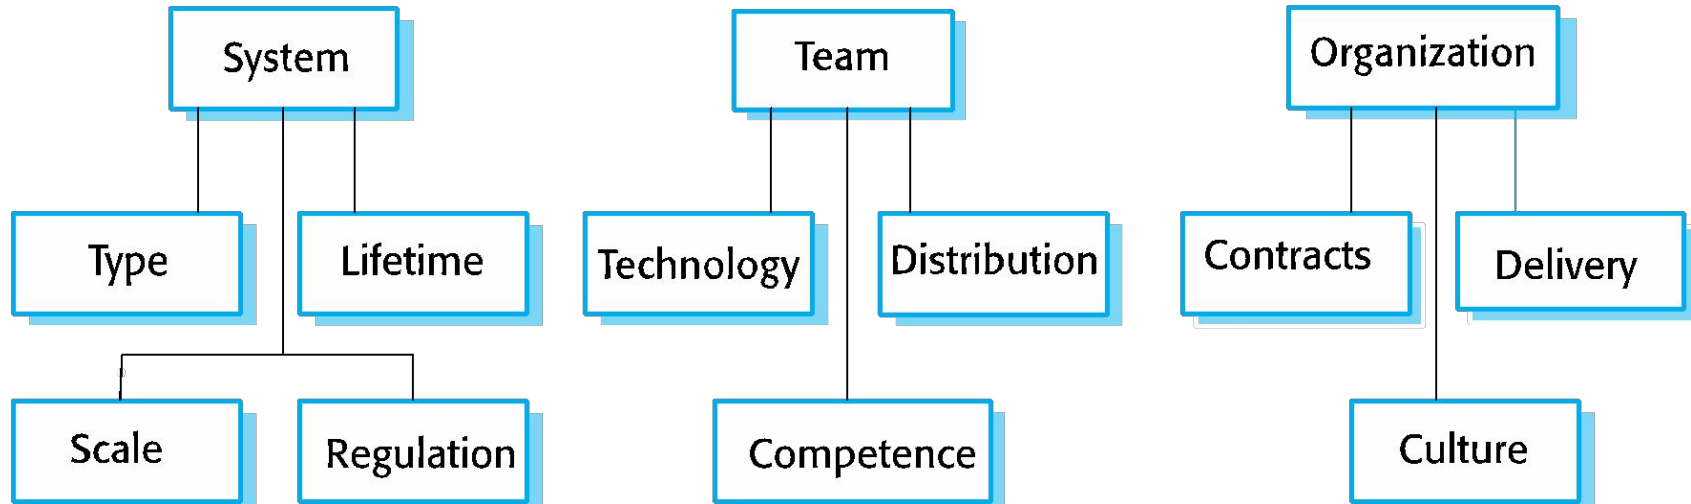 System
Team
Organization
Type
Lifetime
Technology
Distribution
Contracts
Delivery
Scale
Regulation
Competence
Culture